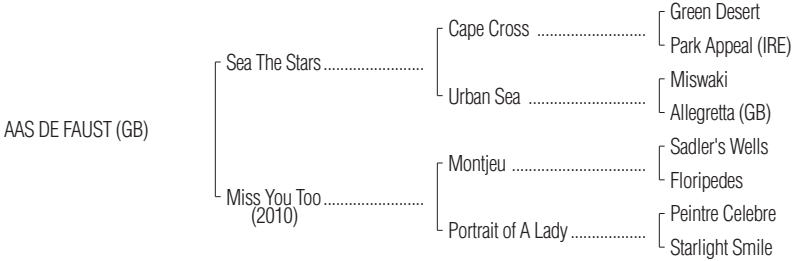 Green Desert
Cape Cross ........................
Park Appeal (IRE)
Sea The Stars ......................
Miswaki
Urban Sea ..........................
Allegretta (GB)
AAS DE FAUST (GB)
Sadler's Wells
Montjeu ..............................
Floripedes
Miss You Too ......................
(2010)
Peintre Celebre
Portrait of A Lady .................
Starlight Smile